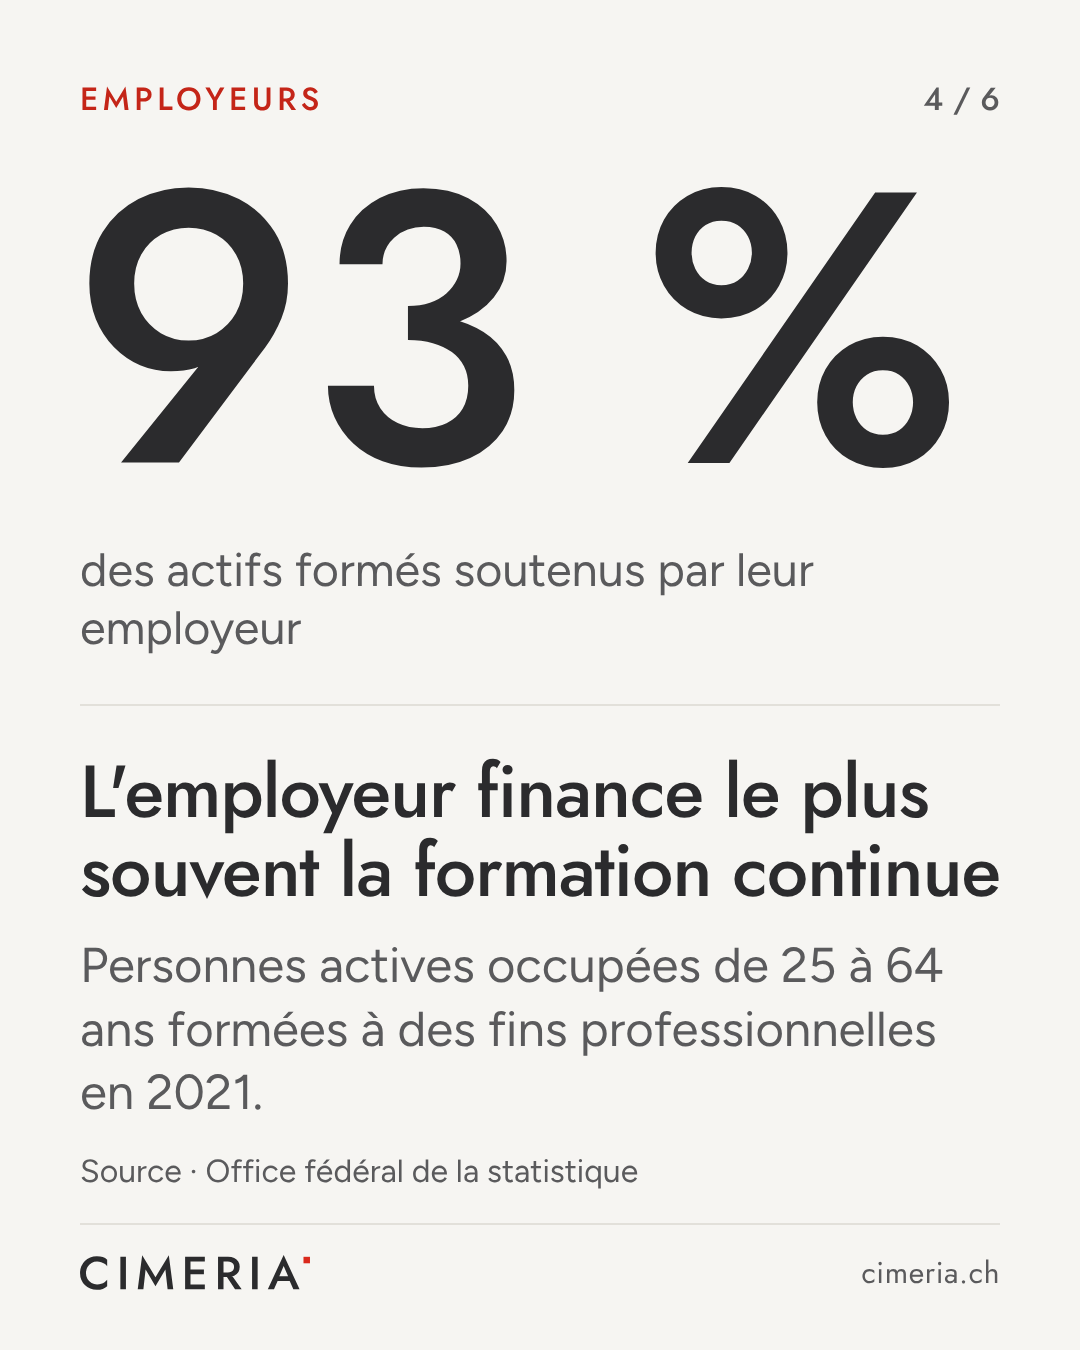 EMPLOYEURS
4 / 6
93 %
des actifs formés soutenus par leur
employeur
L'employeur finance le plus
souvent la formation continue
Personnes actives occupées de 25 à 64
ans formées à des fins professionnelles
en 2021.
Source · Office fédéral de la statistique
CIMERIA
cimeria.ch